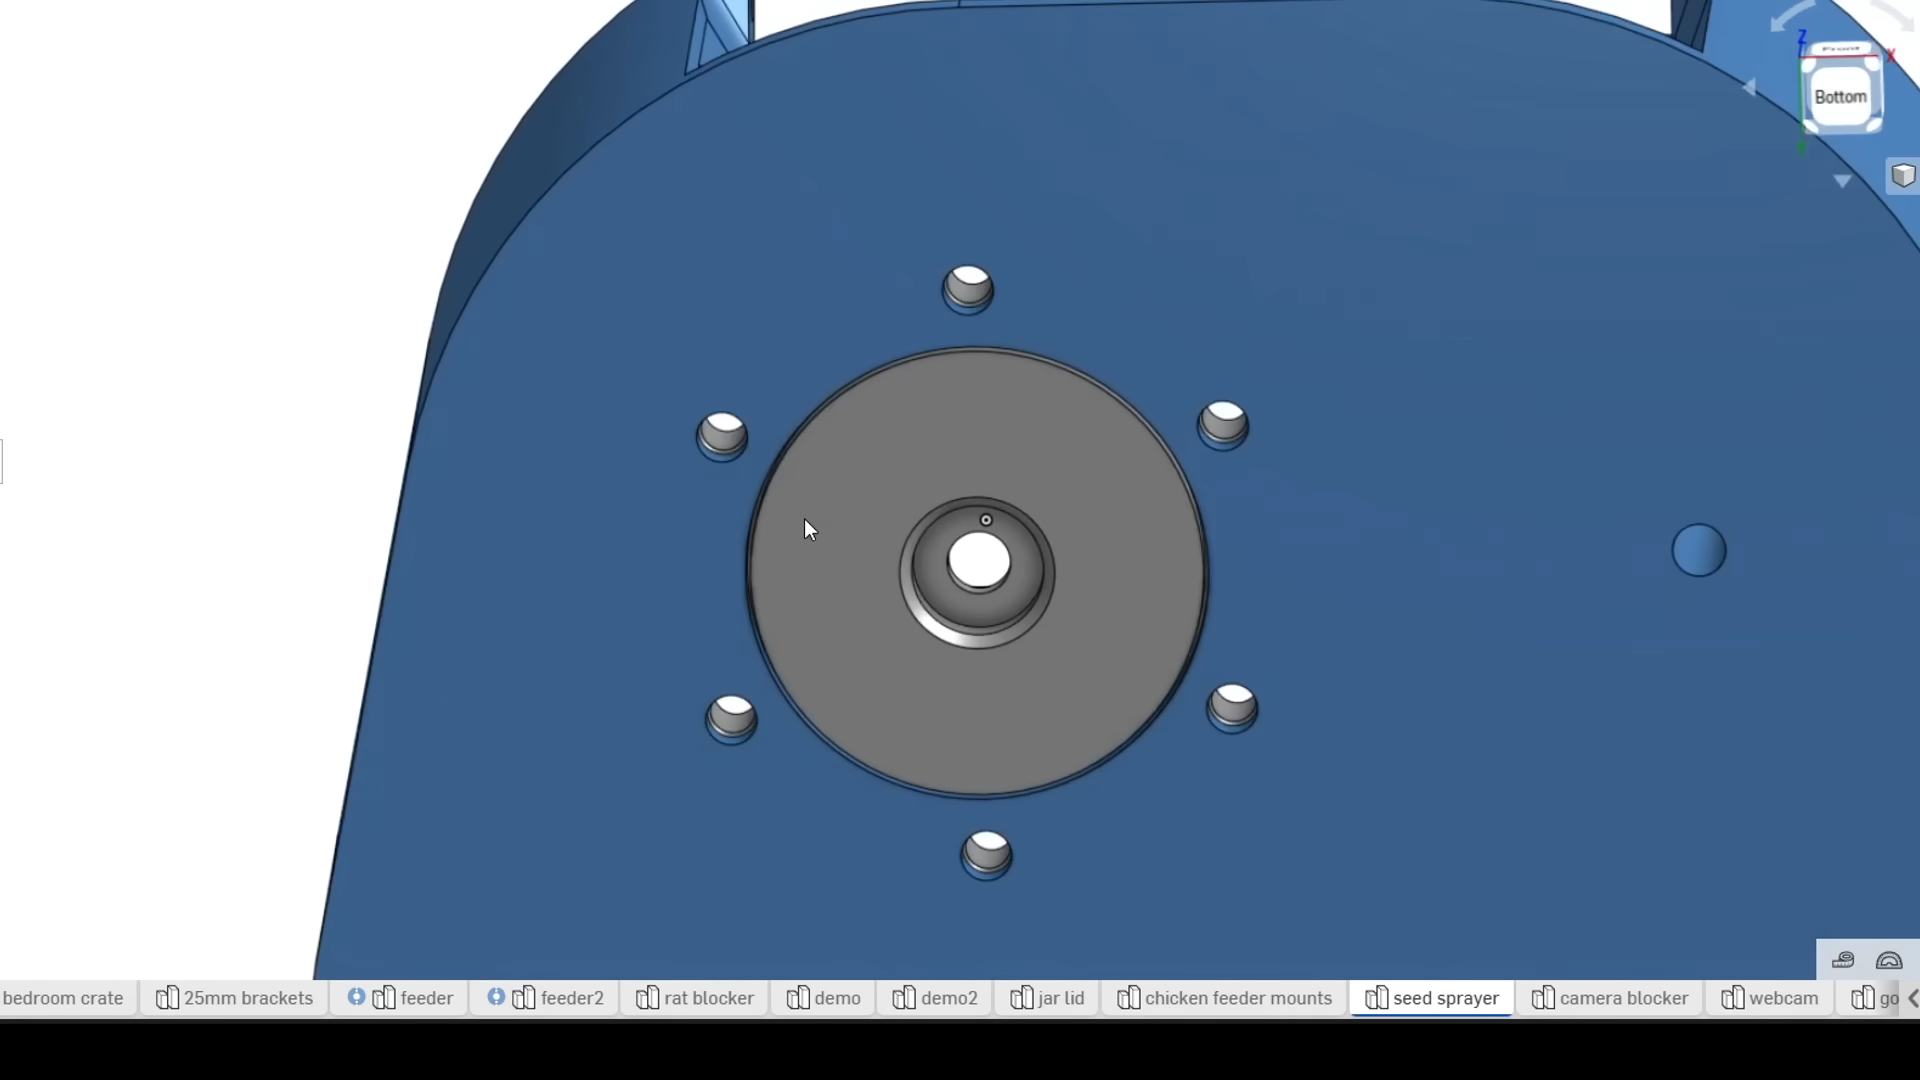 Z
Front
X
Bottom
bedroom crate
25mm brackets
feeder
feeder2
rat blocker
demo
demo2
jar lid
chicken feeder mounts
seed sprayer
camera blocker
webcam
go